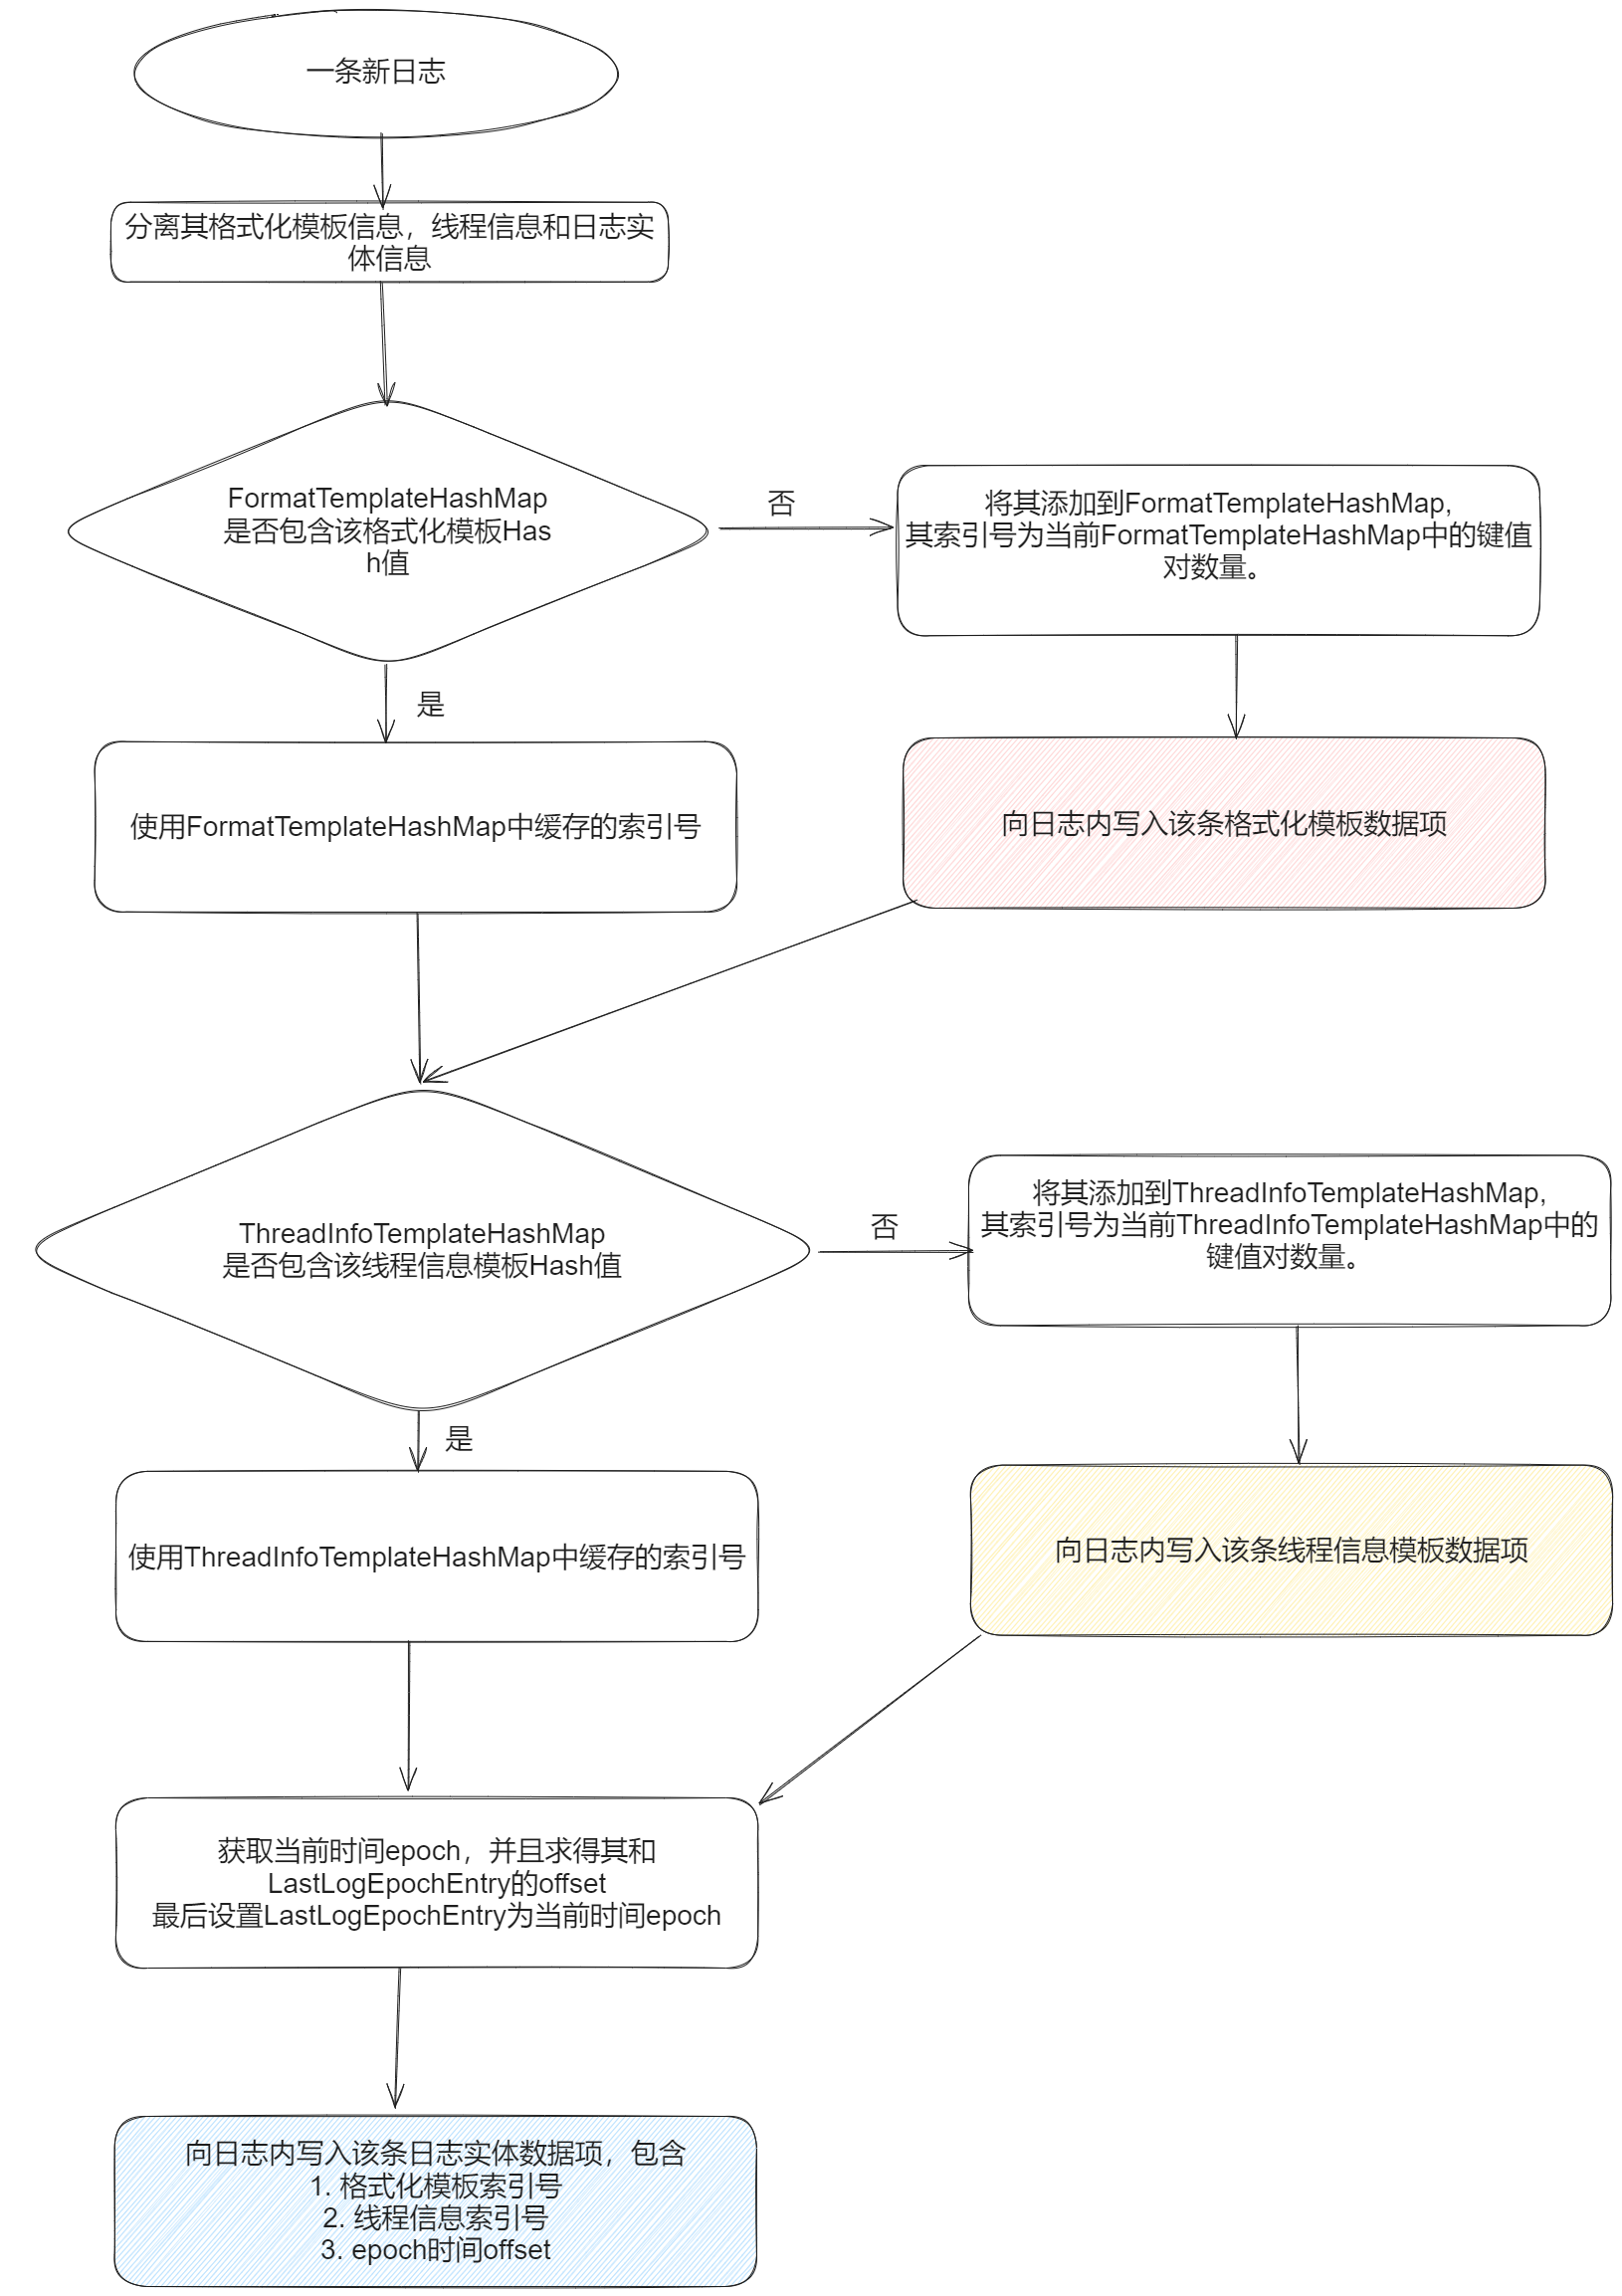 一条新日志
分离其格式化模板信息，线程信息和日志实
体信息
FormatTemplateHashMap
是否包含该格式化模板Has
h值
否
将其添加到FormatTemplateHashMap,
其索引号为当前FormatTemplateHashMap中的键值
对数量。
是
使用FormatTemplateHashMap中缓存的索引号
向日志内写入该条格式化模板数据项
ThreadInfoTemplateHashMap
是否包含该线程信息模板Hash值
否
将其添加到ThreadInfoTemplateHashMap,
其索引号为当前ThreadInfoTemplateHashMap中的
键值对数量。
是
使用ThreadInfoTemplateHashMap中缓存的索引号
向日志内写入该条线程信息模板数据项
获取当前时间epoch，并且求得其和
LastLogEpochEntry的offset
最后设置LastLogEpochEntry为当前时间epoch
向日志内写入该条日志实体数据项，包含
1. 格式化模板索引号
2. 线程信息索引号
3. epoch时间offset